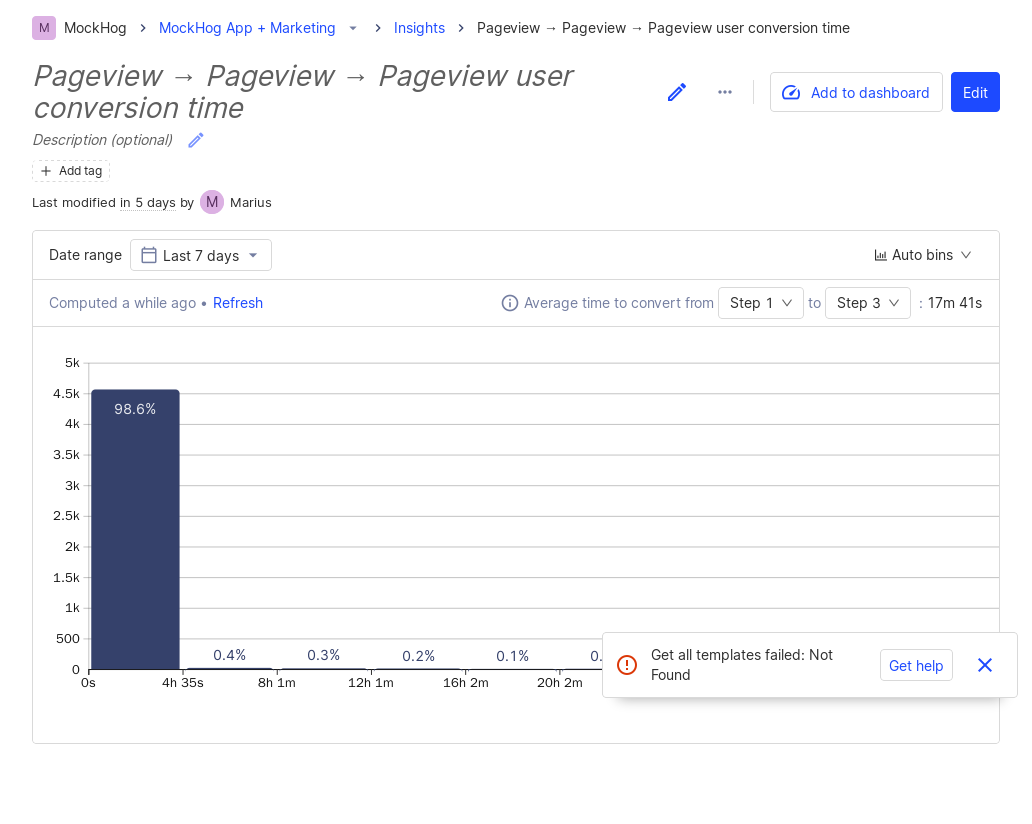 M MockHog MockHog App + Marketing Insights Pageview → Pageview → Pageview user conversion time
Pageview → Pageview → Pageview user
conversion time
Add to dashboard
Edit
Description (optional)
Add tag
Last modified in 5 days by M Marius
Date range Last 7 days Auto bins
Computed a while ago • Refresh Average time to convert from Step 1 to Step 3 : 17m 41s
5k
4.5k
4k
3.5k
3k
2.5k
2k
1.5k
1k
500
0
98.6%
0.4% 0.3% 0.2% 0.1% 0.
0s 4h 35s 8h 1m 12h 1m 16h 2m 20h 2m
Get all templates failed: Not
Found
Get help